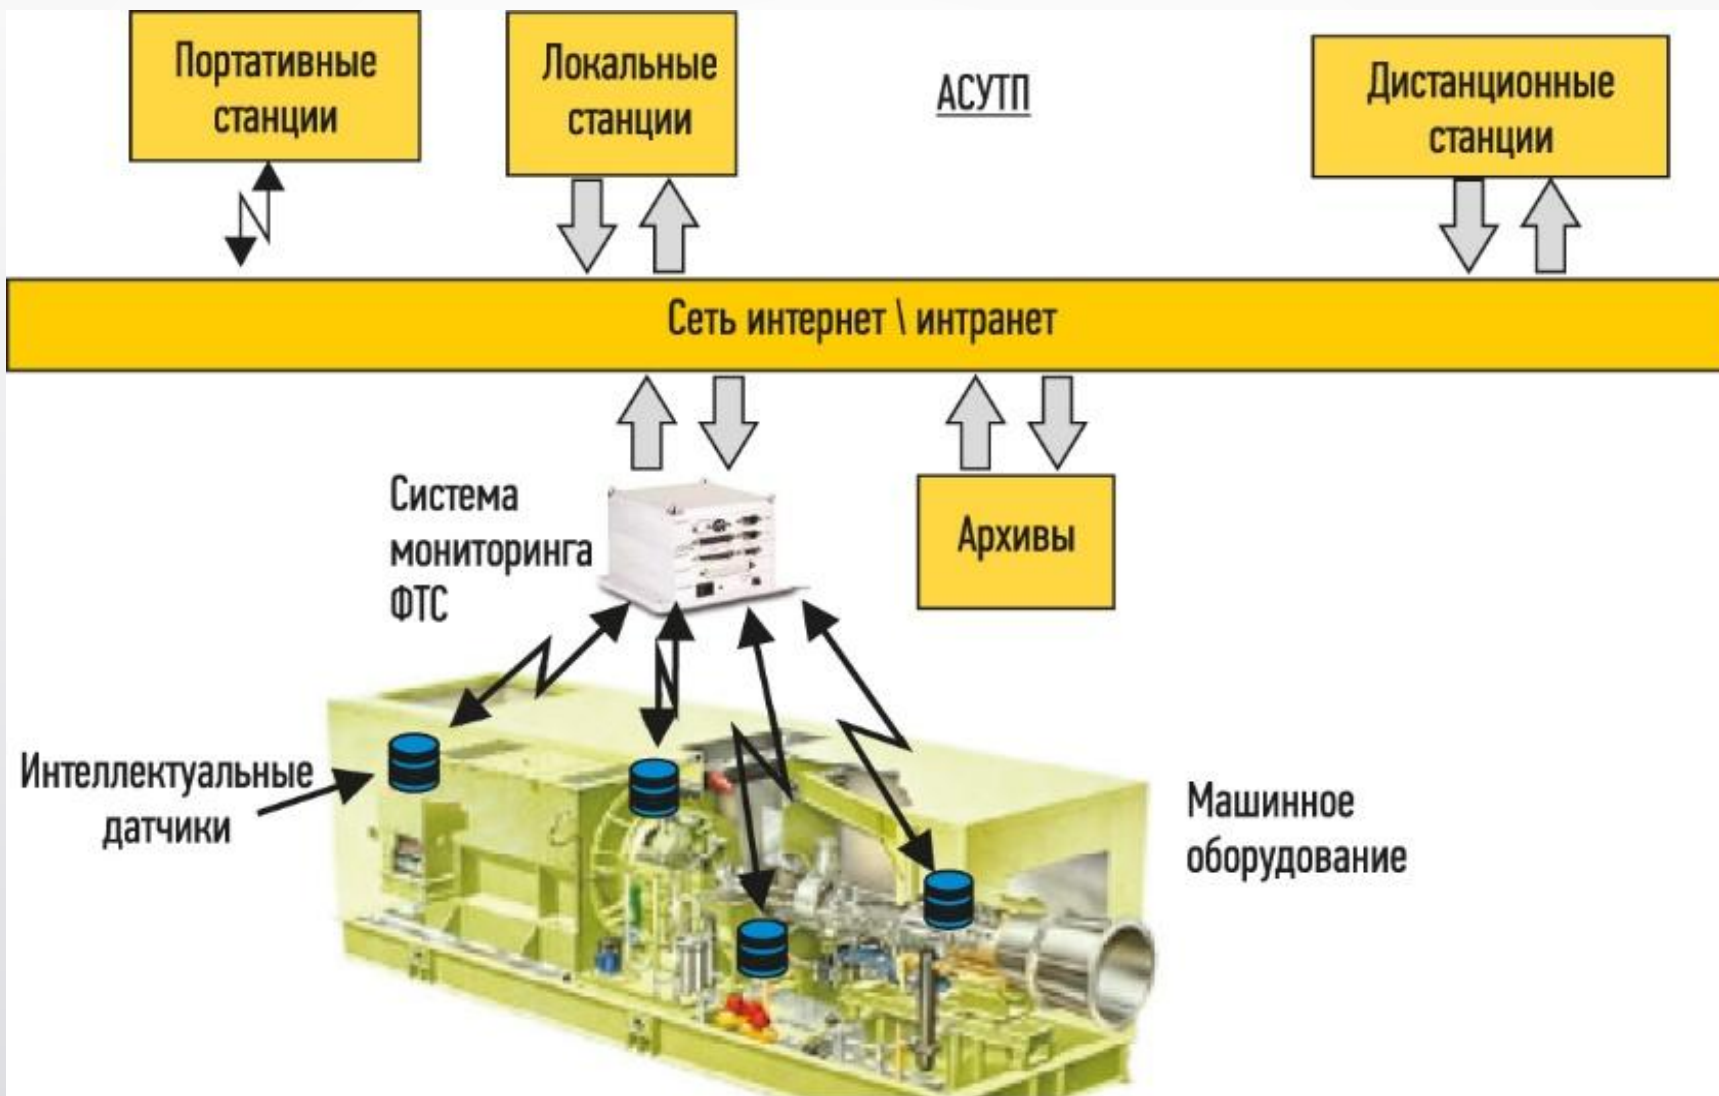 Портативные
станции
Локальные
станции
АСУТП
Дистанционные
станции
Сеть интернет \ интранет
Система
мониторинга
ФТС
Архивы
Интеллектуальные
датчики
Машинное
оборудование